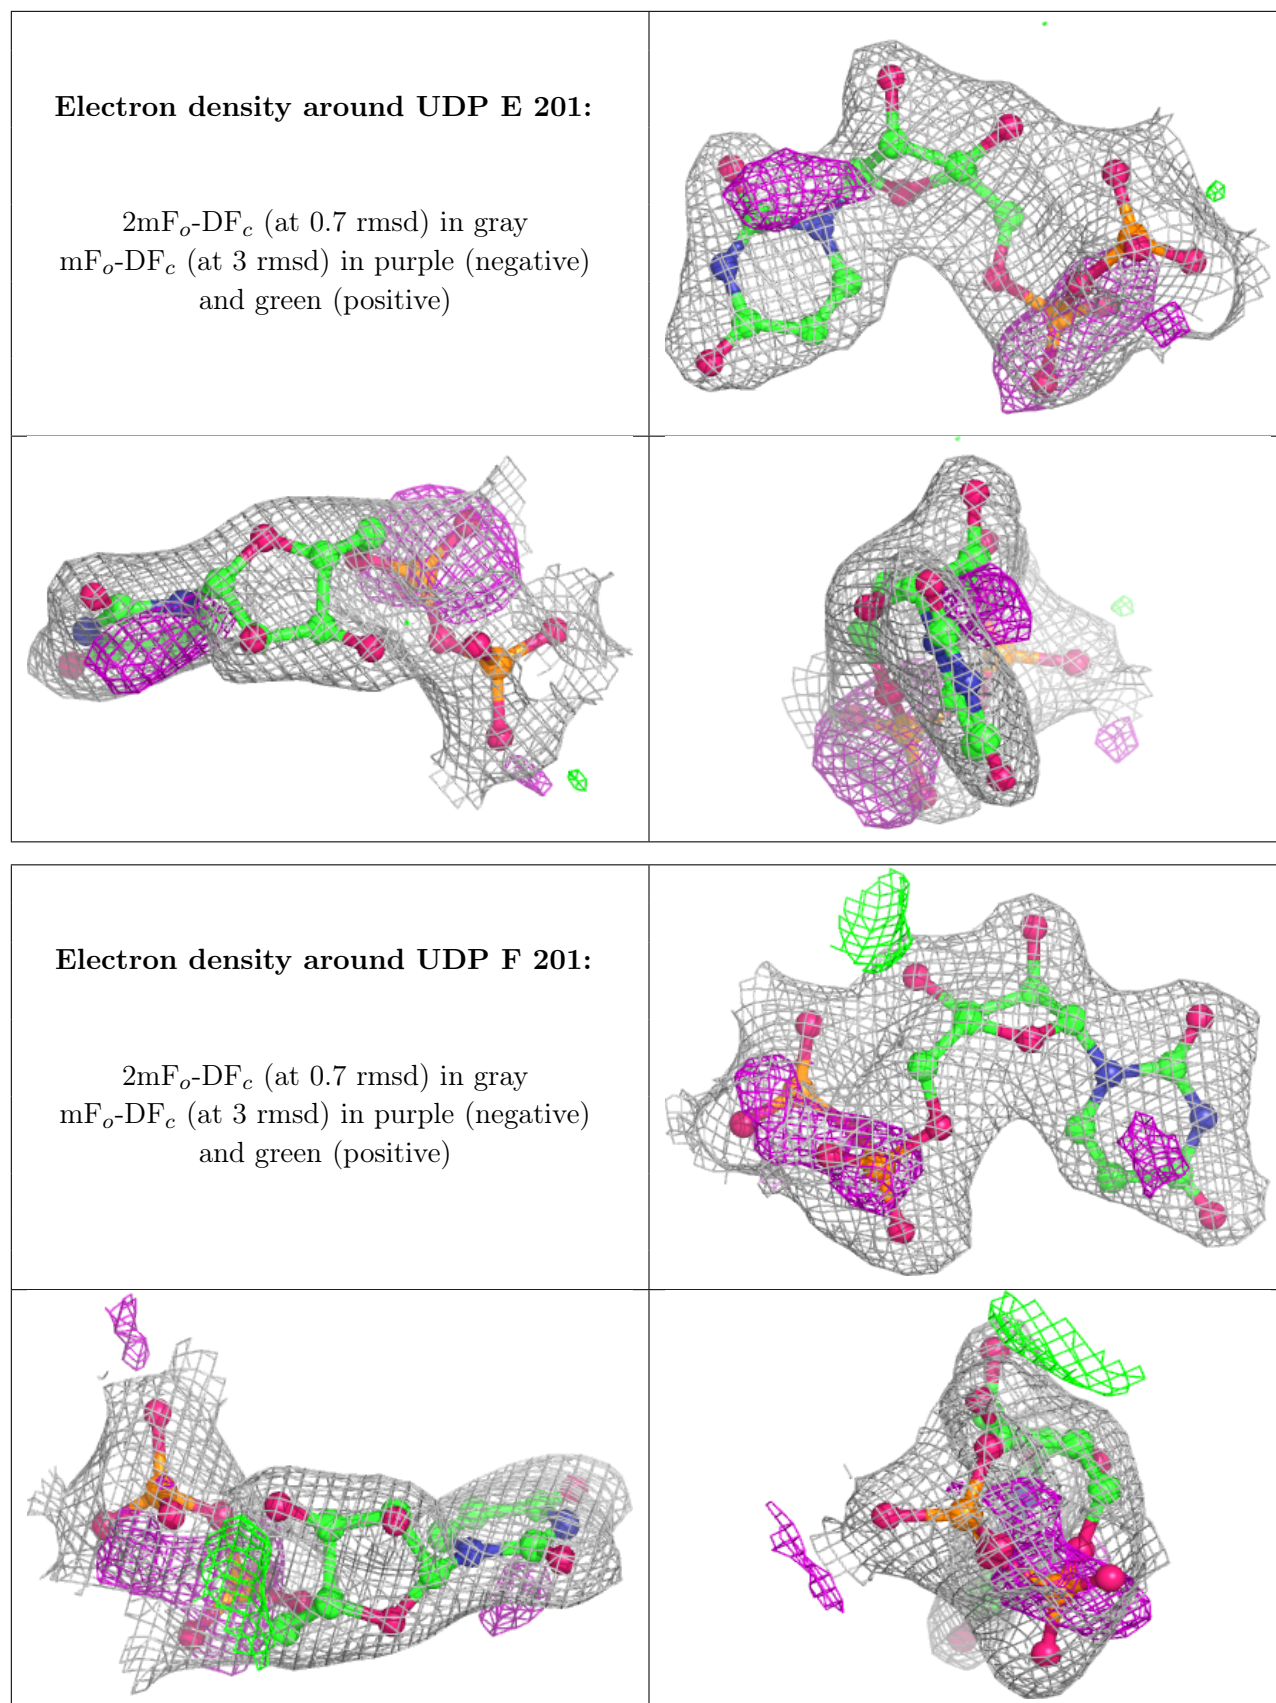 Electron density around UDP E 201:
2mFo-DFc (at 0.7 rmsd) in gray
mFo-DFc (at 3 rmsd) in purple (negative)
and green (positive)
Electron density around UDP F 201:
2mFo-DFc (at 0.7 rmsd) in gray
mFo-DFc (at 3 rmsd) in purple (negative)
and green (positive)